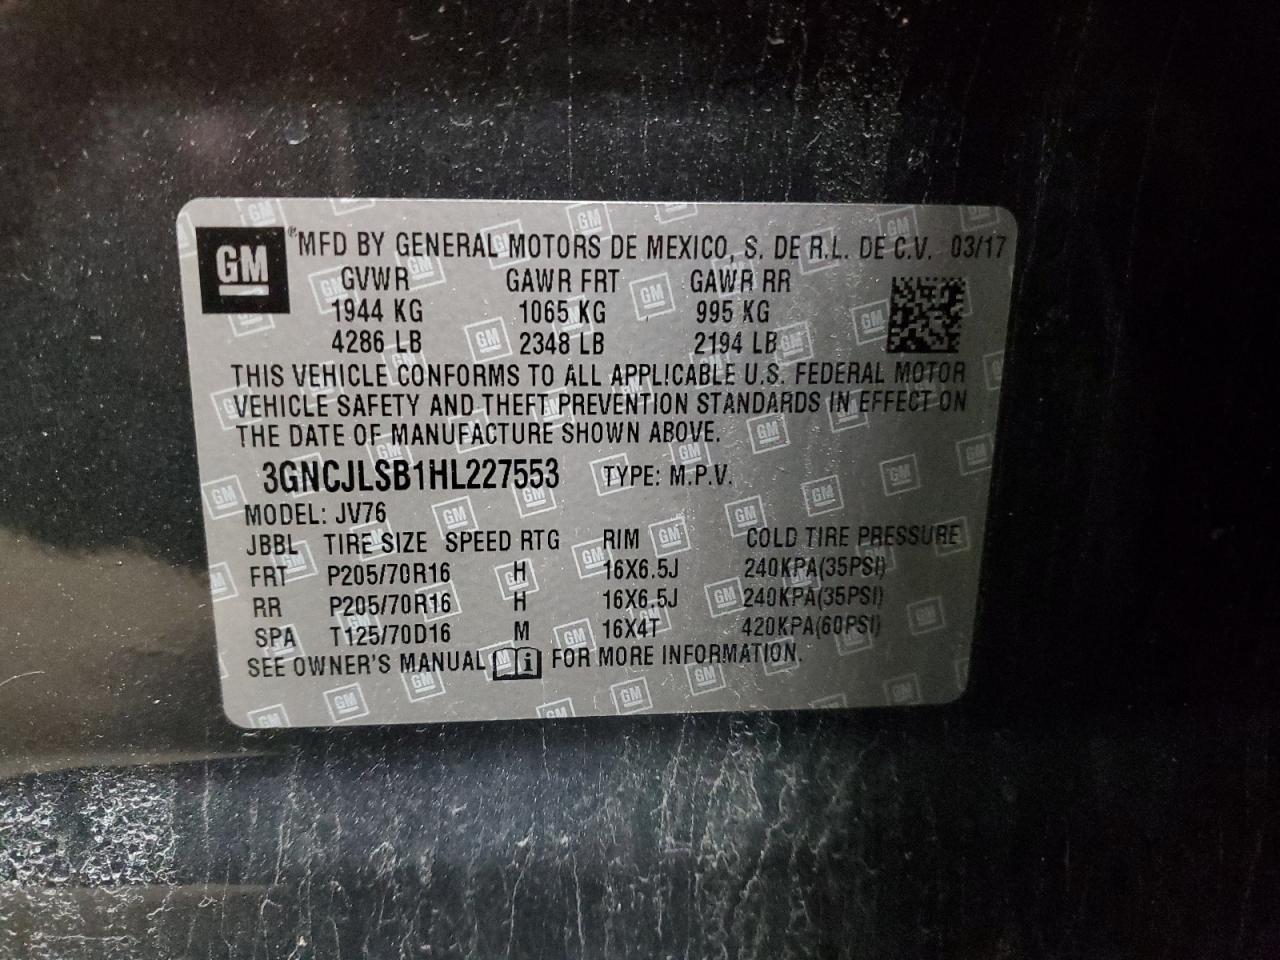 GM ®MFD BY GENERAL MOTORS DE MEXICO, S. DE R.L. DE C.V. 03/17
GVWR GAWR FRT GAWR RR
1944 KG 1065 KG 995 KG
4286 LB 2348 LB 2194 LB
THIS VEHICLE CONFORMS TO ALL APPLICABLE U.S. FEDERAL MOTOR
VEHICLE SAFETY AND THEFT PREVENTION STANDARDS IN EFFECT ON
THE DATE OF MANUFACTURE SHOWN ABOVE.
3GNCJLSB1HL227553 TYPE: M.P.V.
MODEL: JV76
JBBL TIRE SIZE SPEED RTG RIM COLD TIRE PRESSURE
FRT P205/70R16 H 16X6.5J 240KPA(35PSI)
RR P205/70R16 H 16X6.5J 240KPA(35PSI)
SPA T125/70D16 M 16X4T 420KPA(60PSI)
SEE OWNER'S MANUAL FOR MORE INFORMATION.